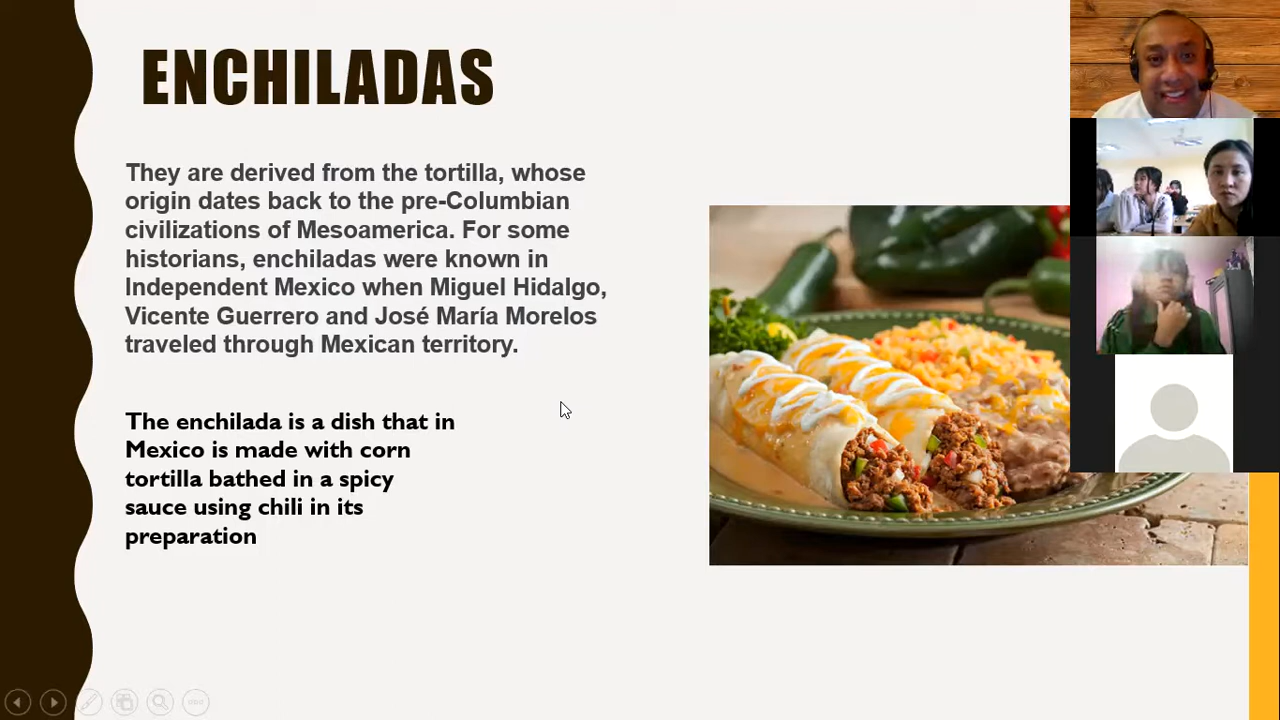 ENCHILADAS
They are derived from the tortilla, whose
origin dates back to the pre-Columbian
civilizations of Mesoamerica. For some
historians, enchiladas were known in
Independent Mexico when Miguel Hidalgo,
Vicente Guerrero and José María Morelos
traveled through Mexican territory.
The enchilada is a dish that in
Mexico is made with corn
tortilla bathed in a spicy
sauce using chili in its
preparation